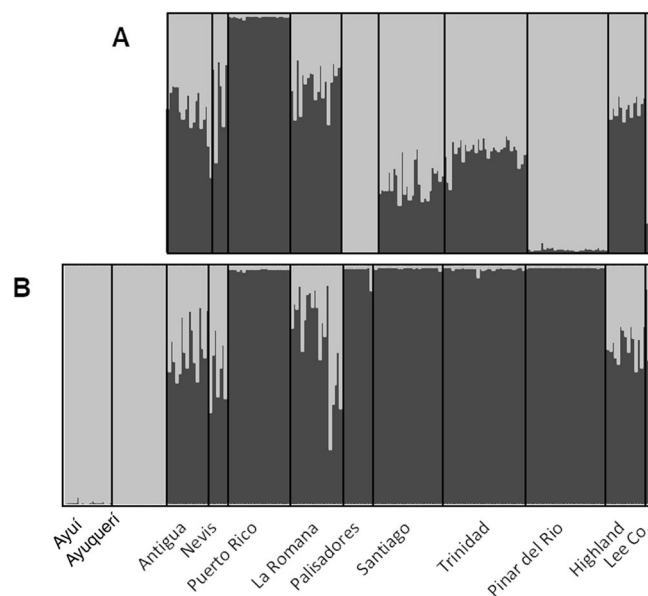 A
B
Ayuí
Ayuquerí
Antigua
Nevis
Puerto Rico
La Romana
Palisadores
Santiago
Trinidad
Pinar del Rio
Highland
Lee Co.